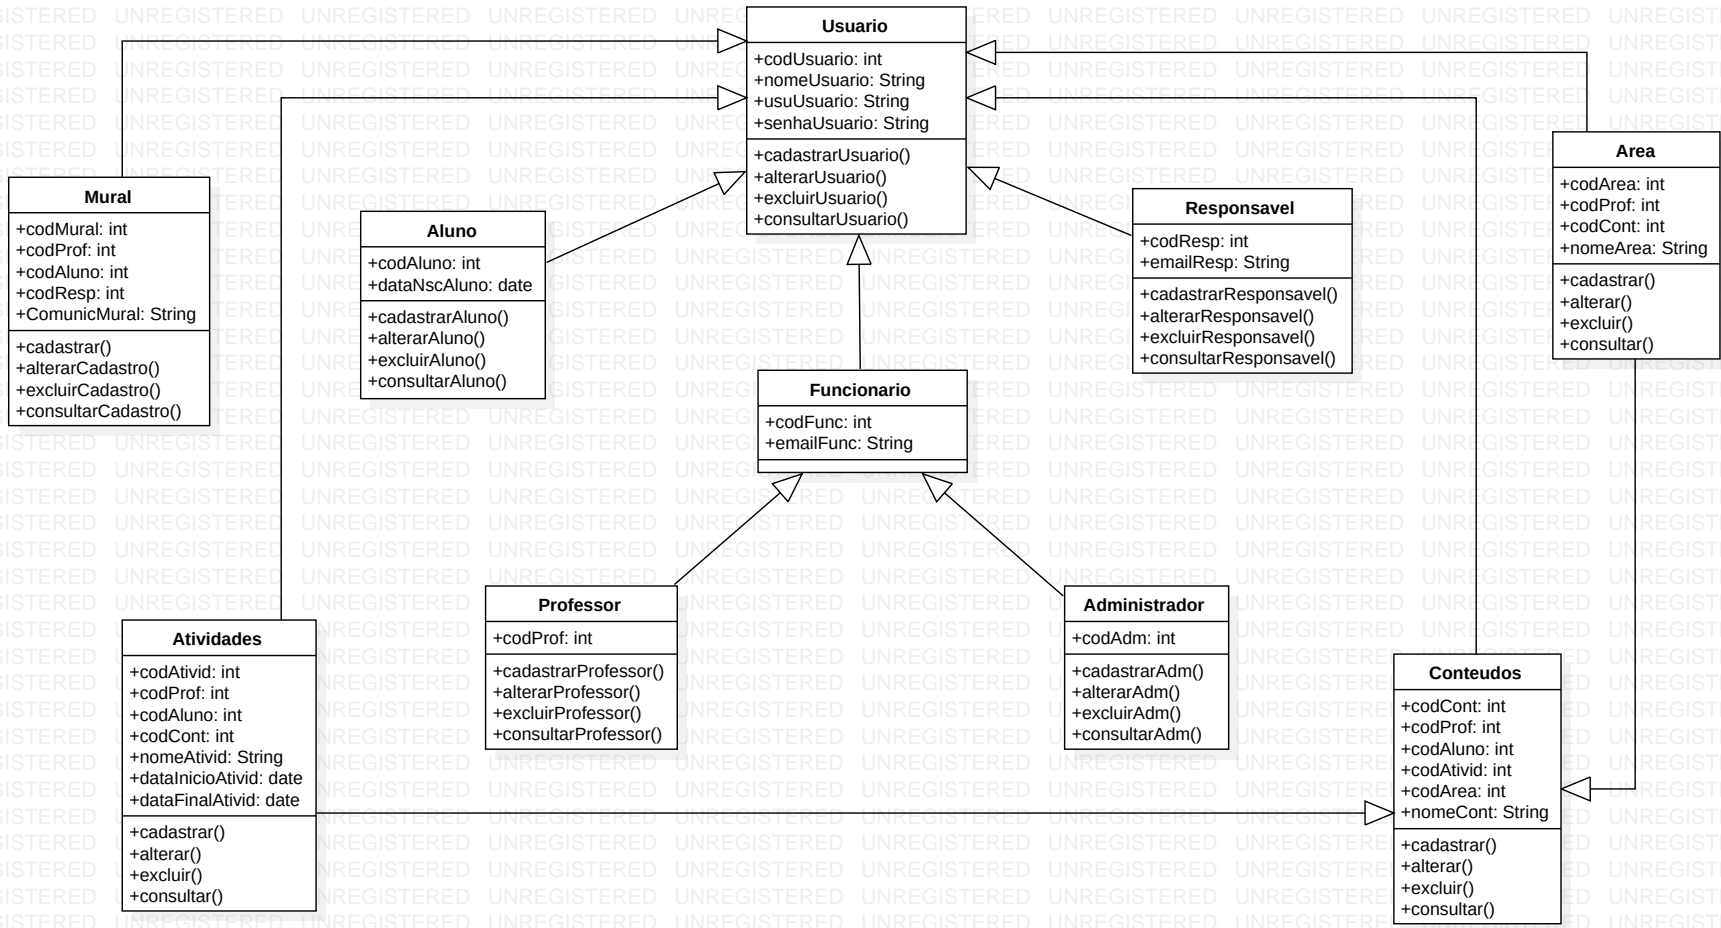 Usuario
+codUsuario: int
+nomeUsuario: String
+usuUsuario: String
+senhaUsuario: String
+cadastrarUsuario()
+alterarUsuario()
+excluirUsuario()
+consultarUsuario()
Mural
+codMural: int
+codProf: int
+codAluno: int
+codResp: int
+ComunicMural: String
+cadastrar()
+alterarCadastro()
+excluirCadastro()
+consultarCadastro()
Aluno
+codAluno: int
+dataNscAluno: date
+cadastrarAluno()
+alterarAluno()
+excluirAluno()
+consultarAluno()
Responsavel
+codResp: int
+emailResp: String
+cadastrarResponsavel()
+alterarResponsavel()
+excluirResponsavel()
+consultarResponsavel()
Area
+codArea: int
+codProf: int
+codCont: int
+nomeArea: String
+cadastrar()
+alterar()
+excluir()
+consultar()
Funcionario
+codFunc: int
+emailFunc: String
Professor
+codProf: int
+cadastrarProfessor()
+alterarProfessor()
+excluirProfessor()
+consultarProfessor()
Administrador
+codAdm: int
+cadastrarAdm()
+alterarAdm()
+excluirAdm()
+consultarAdm()
Atividades
+codAtivid: int
+codProf: int
+codAluno: int
+codCont: int
+nomeAtivid: String
+dataInicioAtivid: date
+dataFinalAtivid: date
+cadastrar()
+alterar()
+excluir()
+consultar()
Conteudos
+codCont: int
+codProf: int
+codAluno: int
+codAtivid: int
+codArea: int
+nomeCont: String
+cadastrar()
+alterar()
+excluir()
+consultar()
UNREGISTERED